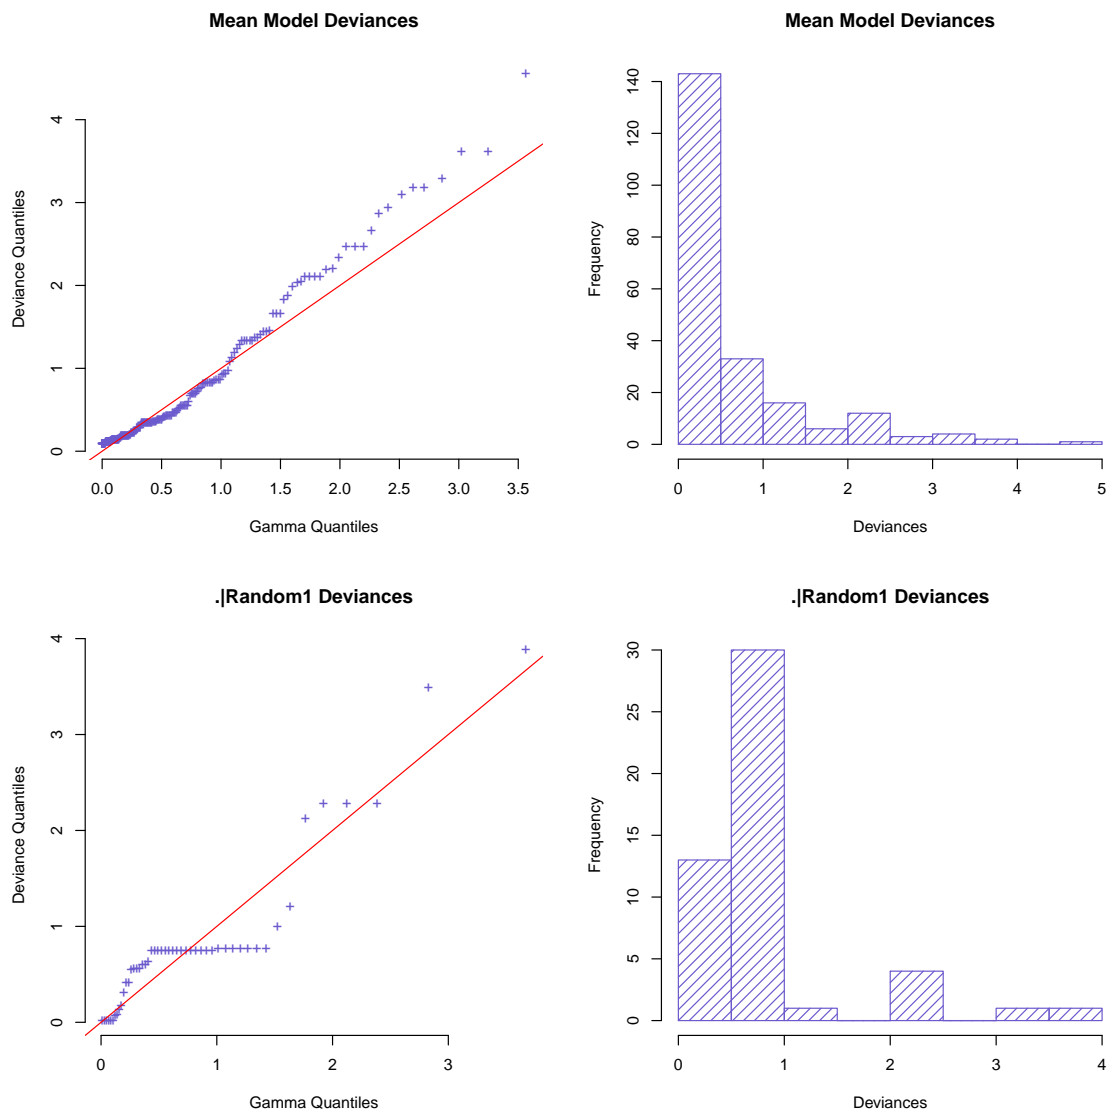 Mean Model Deviances
Deviance Quantiles
4
3
2
1
0
0.0 0.5 1.0 1.5 2.0 2.5 3.0 3.5
Gamma Quantiles
Mean Model Deviances
Frequency
140
120
100
80
60
40
20
0
0 1 2 3 4 5
Deviances
.|Random1 Deviances
Deviance Quantiles
4
3
2
1
0
0 1 2 3
Gamma Quantiles
.|Random1 Deviances
Frequency
30
25
20
15
10
5
0
0 1 2 3 4
Deviances